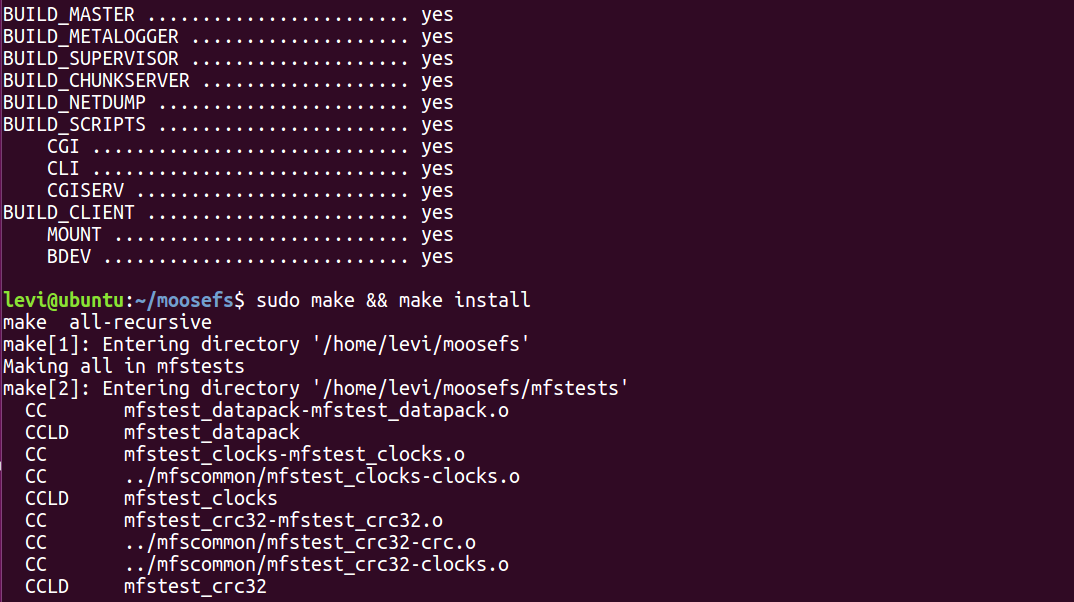 BUILD_MASTER ........................ yes
BUILD_METALOGGER .................... yes
BUILD_SUPERVISOR .................... yes
BUILD_CHUNKSERVER ................... yes
BUILD_NETDUMP ....................... yes
BUILD_SCRIPTS ....................... yes
    CGI ............................. yes
    CLI ............................. yes
    CGISERV ......................... yes
BUILD_CLIENT ........................ yes
    MOUNT ........................... yes
    BDEV ............................ yes
levi@ubuntu:~/moosefs$ sudo make && make install
make  all-recursive
make[1]: Entering directory '/home/levi/moosefs'
Making all in mfstests
make[2]: Entering directory '/home/levi/moosefs/mfstests'
  CC       mfstest_datapack-mfstest_datapack.o
  CCLD     mfstest_datapack
  CC       mfstest_clocks-mfstest_clocks.o
  CC       ../mfscommon/mfstest_clocks-clocks.o
  CCLD     mfstest_clocks
  CC       mfstest_crc32-mfstest_crc32.o
  CC       ../mfscommon/mfstest_crc32-crc.o
  CC       ../mfscommon/mfstest_crc32-clocks.o
  CCLD     mfstest_crc32